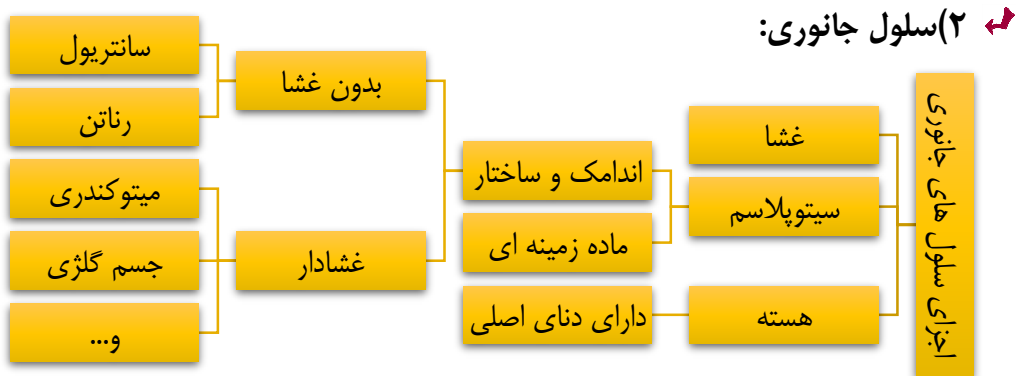 ۲)سلول جانوری:
اجزای سلول های جانوری
غشا
سیتوپلاسم
هسته
اندامک و ساختار
ماده زمینه ای
دارای دنای اصلی
بدون غشا
غشادار
سانتریول
رناتن
میتوکندری
جسم گلژی
و...